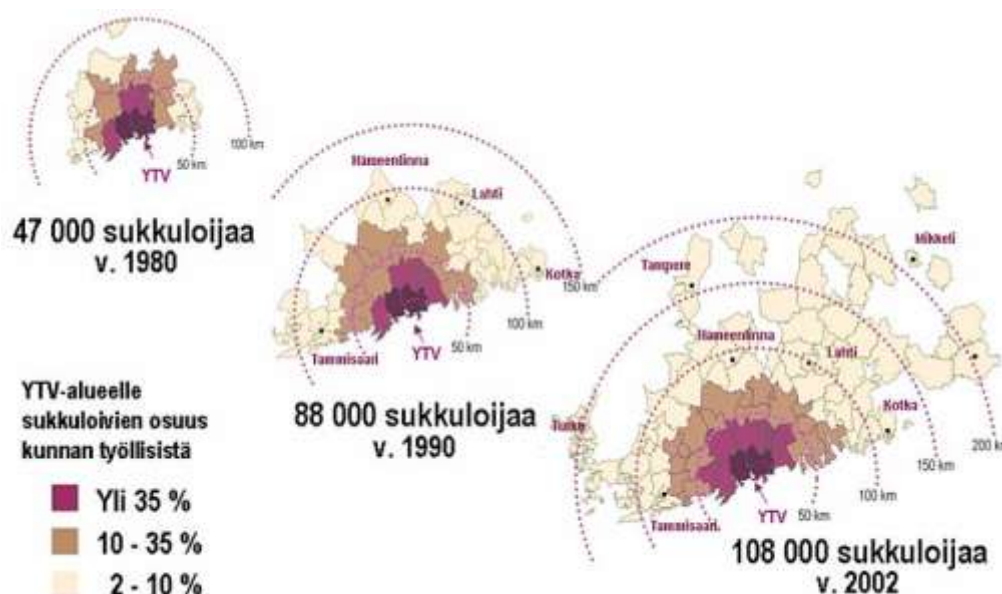 100 km
50 km
YTV
47 000 sukkuloijaa
v. 1980
Hämeenlinna
Lahti
Kotka
150 km
100 km
50 km
Tammisaari
YTV
88 000 sukkuloijaa
v. 1990
Mikkeli
Tampere
Hämeenlinna
Lahti
Kotka
Turku
200 km
150 km
100 km
50 km
Tammisaari.
YTV
108 000 sukkuloijaa
v. 2002
YTV-alueelle
sukkuloivien osuus
kunnan työllisistä
Yli 35 %
10 - 35 %
2 - 10 %